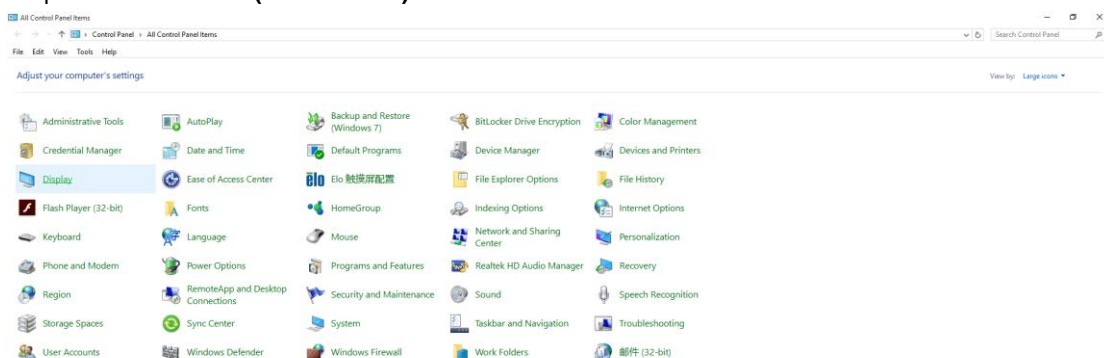 All Control Panel Items
Control Panel > All Control Panel Items
Search Control Panel
File Edit View Tools Help
Adjust your computer's settings
View by: Large icons
Administrative Tools
AutoPlay
Backup and Restore
(Windows 7)
BitLocker Drive Encryption
Color Management
Credential Manager
Date and Time
Default Programs
Device Manager
Devices and Printers
Display
Ease of Access Center
elo
Elo 触摸屏配置
File Explorer Options
File History
Flash Player (32-bit)
Fonts
HomeGroup
Indexing Options
Internet Options
Keyboard
Language
Mouse
Network and Sharing
Center
Personalization
Phone and Modem
Power Options
Programs and Features
Realtek HD Audio Manager
Recovery
Region
RemoteApp and Desktop
Connections
Security and Maintenance
Sound
Speech Recognition
Storage Spaces
Sync Center
System
Taskbar and Navigation
Troubleshooting
User Accounts
Windows Defender
Windows Firewall
Work Folders
邮件 (32-bit)